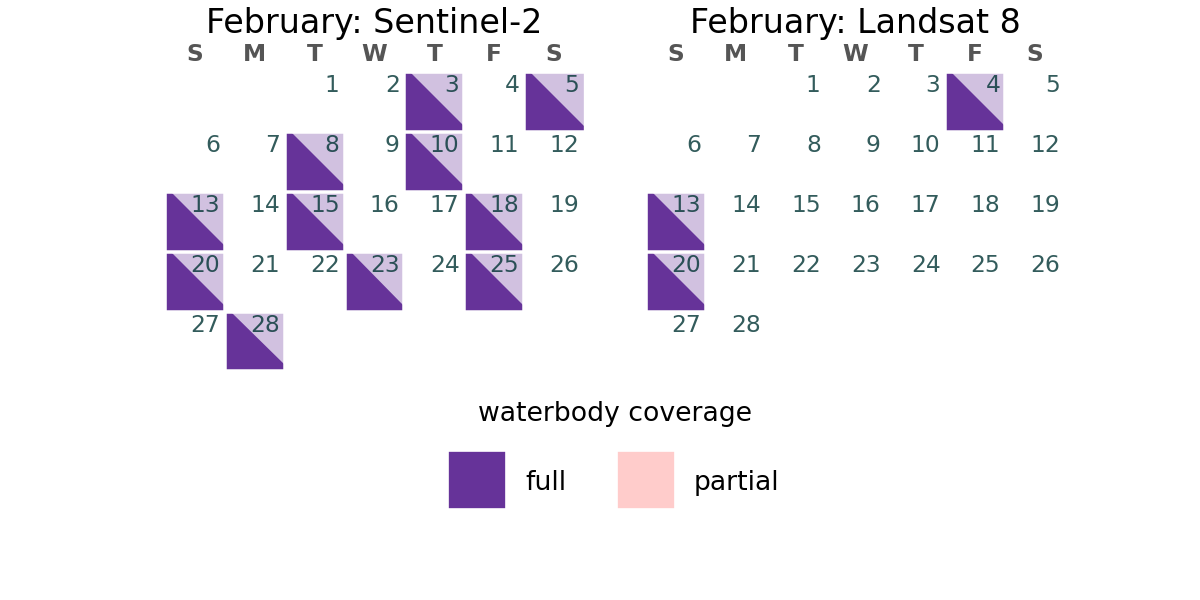 February: Sentinel-2
S M T W T F S
1 2 3 4 5
6 7 8 9 10 11 12
13 14 15 16 17 18 19
20 21 22 23 24 25 26
27 28
February: Landsat 8
S M T W T F S
1 2 3 4 5
6 7 8 9 10 11 12
13 14 15 16 17 18 19
20 21 22 23 24 25 26
27 28
waterbody coverage
full partial